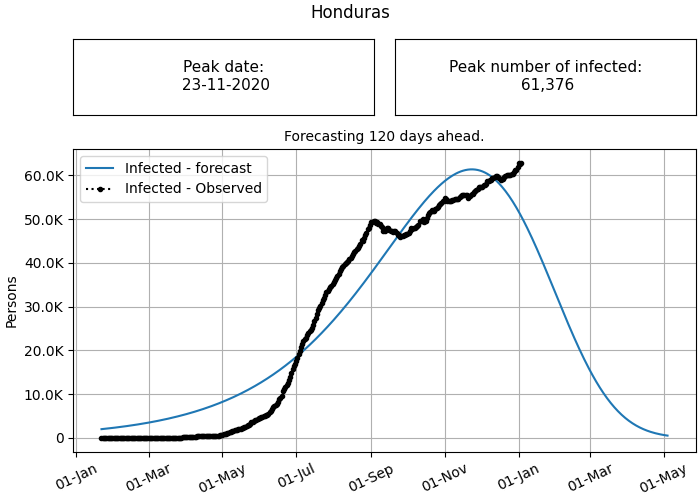 Honduras
Peak date:
23-11-2020
Peak number of infected:
61,376
Forecasting 120 days ahead.
Infected - forecast
Infected - Observed
60.0K
50.0K
40.0K
30.0K
20.0K
10.0K
0
Persons
01-Jan
01-Mar
01-May
01-Jul
01-Sep
01-Nov
01-Jan
01-Mar
01-May